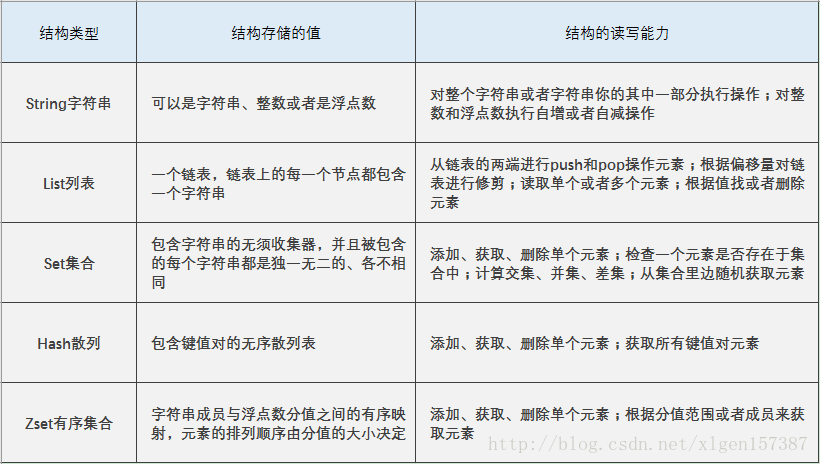 结构类型
结构存储的值
结构的读写能力
String字符串
可以是字符串、整数或者是浮点数
对整个字符串或者字符串你的其中一部分执行操作；对整
数和浮点数执行自增或者自减操作
List列表
一个链表，链表上的每一个节点都包含
一个字符串
从链表的两端进行push和pop操作元素；根据偏移量对链
表进行修剪；读取单个或者多个元素；根据值找或者删除
元素
Set集合
包含字符串的无须收集器，并且被包含
的每个字符串都是独一无二的、各不相
同
添加、获取、删除单个元素；检查一个元素是否存在于集
合中；计算交集、并集、差集；从集合里边随机获取元素
Hash散列
包含键值对的无序散列表
添加、获取、删除单个元素；获取所有键值对元素
Zset有序集合
字符串成员与浮点数分值之间的有序映
射，元素的排列顺序由分值的大小决定
添加、获取、删除单个元素；根据分值范围或者成员来获
取元素
http://blog.csdn.net/xlgen157387